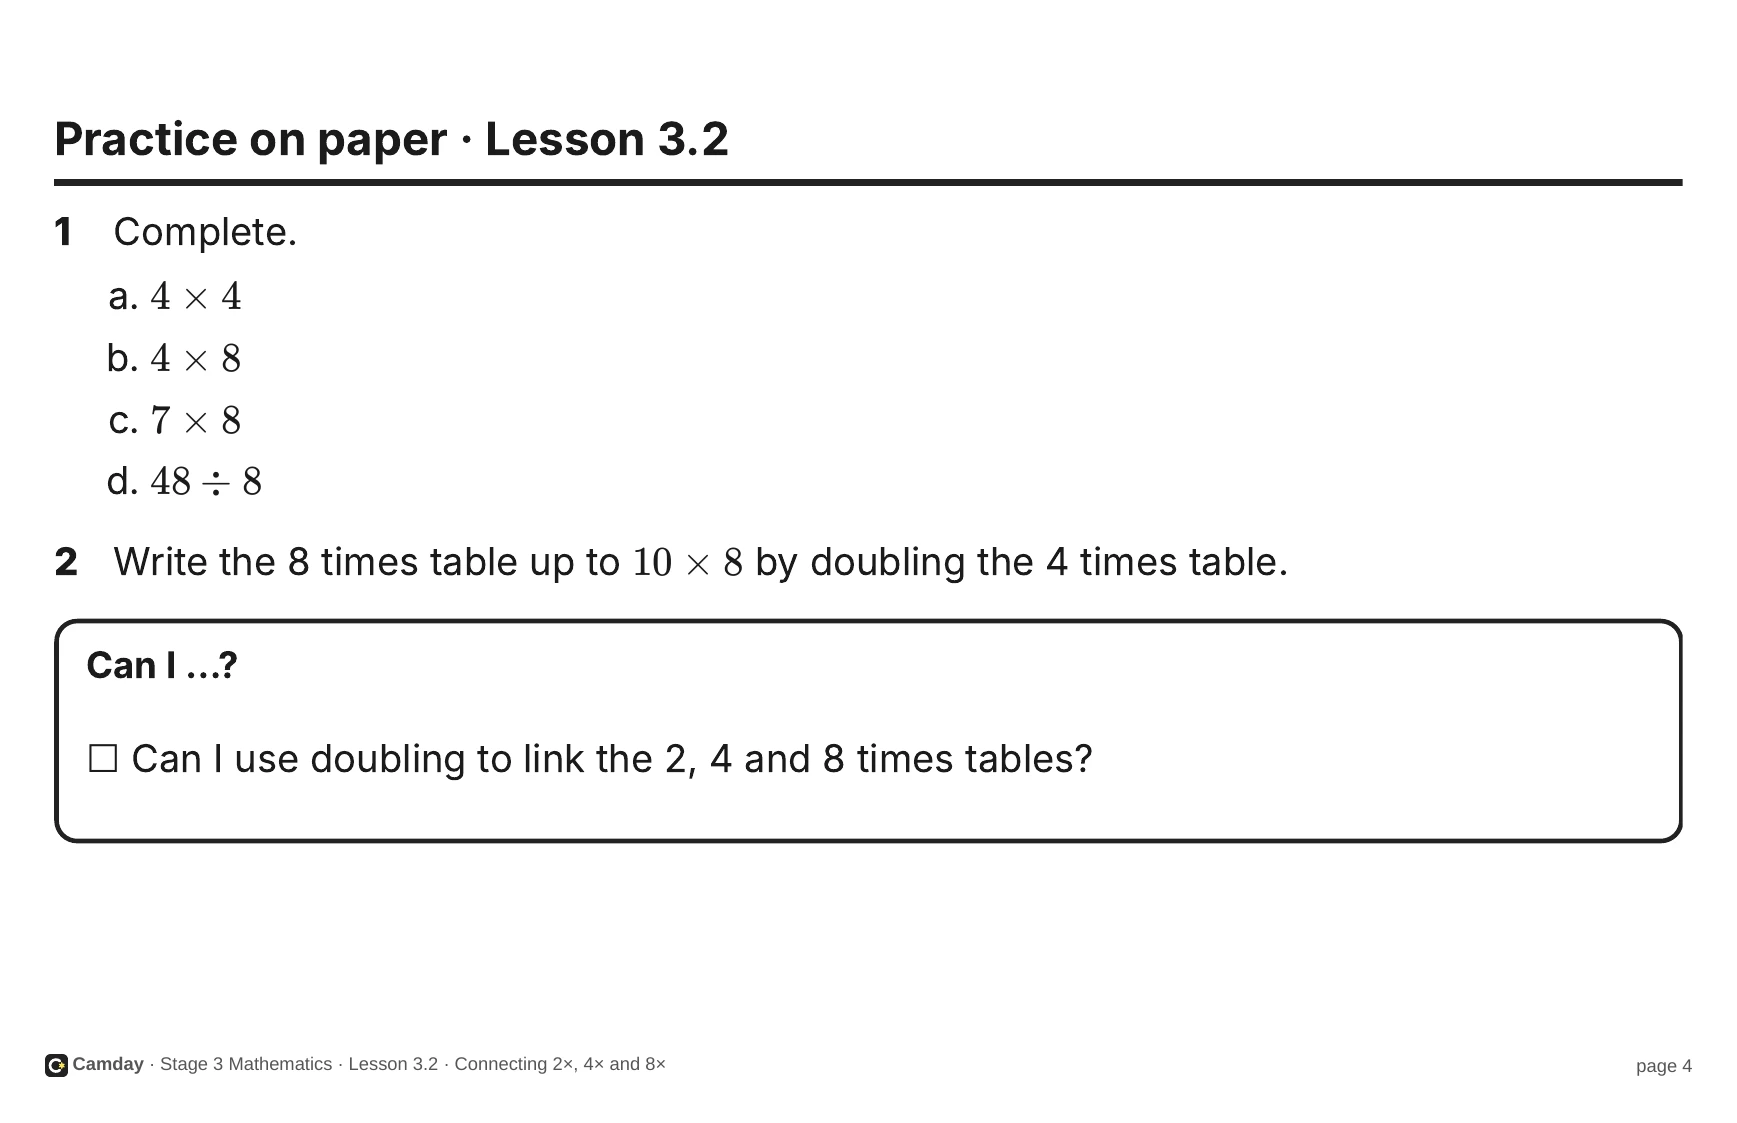 Practice on paper · Lesson 3.2
1 Complete.
a. 4 × 4
b. 4 × 8
c. 7 × 8
d. 48 ÷ 8
2 Write the 8 times table up to 10 × 8 by doubling the 4 times table.
Can I ...?
☐ Can I use doubling to link the 2, 4 and 8 times tables?
Camday · Stage 3 Mathematics · Lesson 3.2 · Connecting 2×, 4× and 8×
page 4